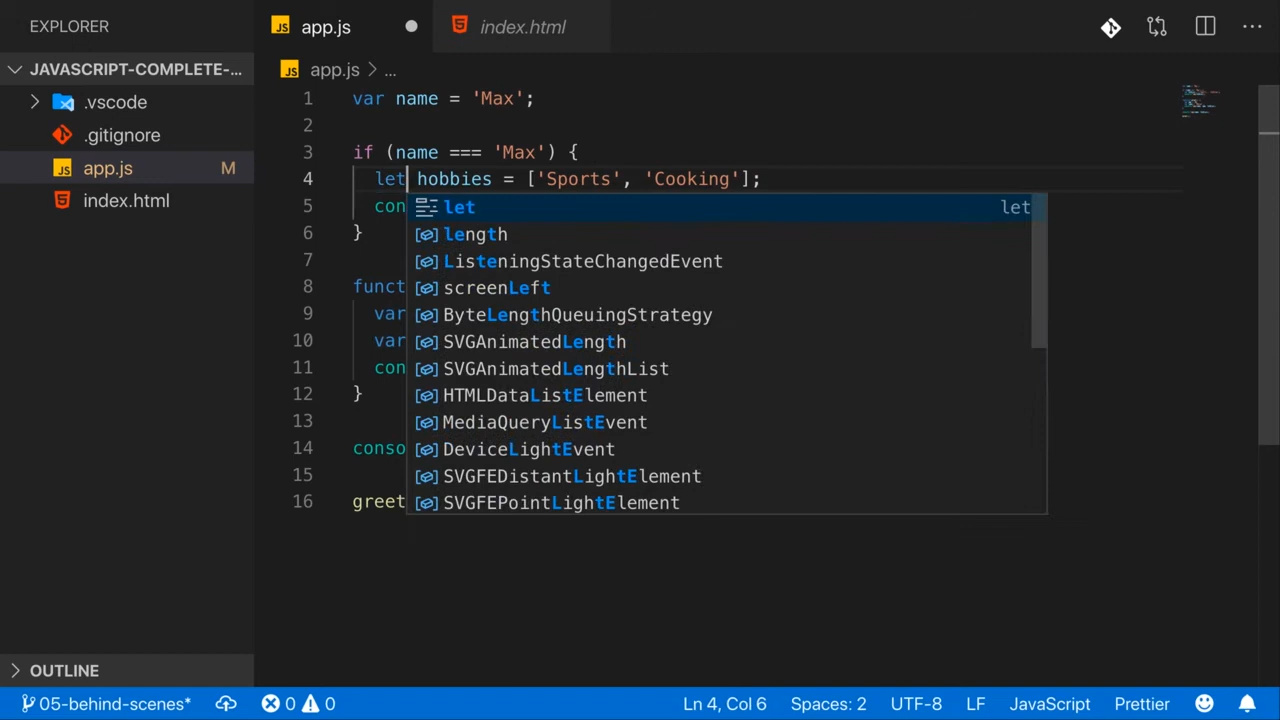 EXPLORER
JS app.js
index.html
JAVASCRIPT-COMPLETE-...
JS app.js > ...
.vscode
.gitignore
JS app.js M
index.html
1 var name = 'Max';
2
3 if (name === 'Max') {
4 let hobbies = ['Sports', 'Cooking'];
5 con
6 }
7
8 funct
9 var
10 var
11 con
12 }
13
14 conso
15
16 greet
let let
length
ListeningStateChangedEvent
screenLeft
ByteLengthQueuingStrategy
SVGAnimatedLength
SVGAnimatedLengthList
HTMLDataListElement
MediaQueryListEvent
DeviceLightEvent
SVGFEDistantLightElement
SVGFEPointLightElement
OUTLINE
05-behind-scenes* 0 0 Ln 4, Col 6 Spaces: 2 UTF-8 LF JavaScript Prettier